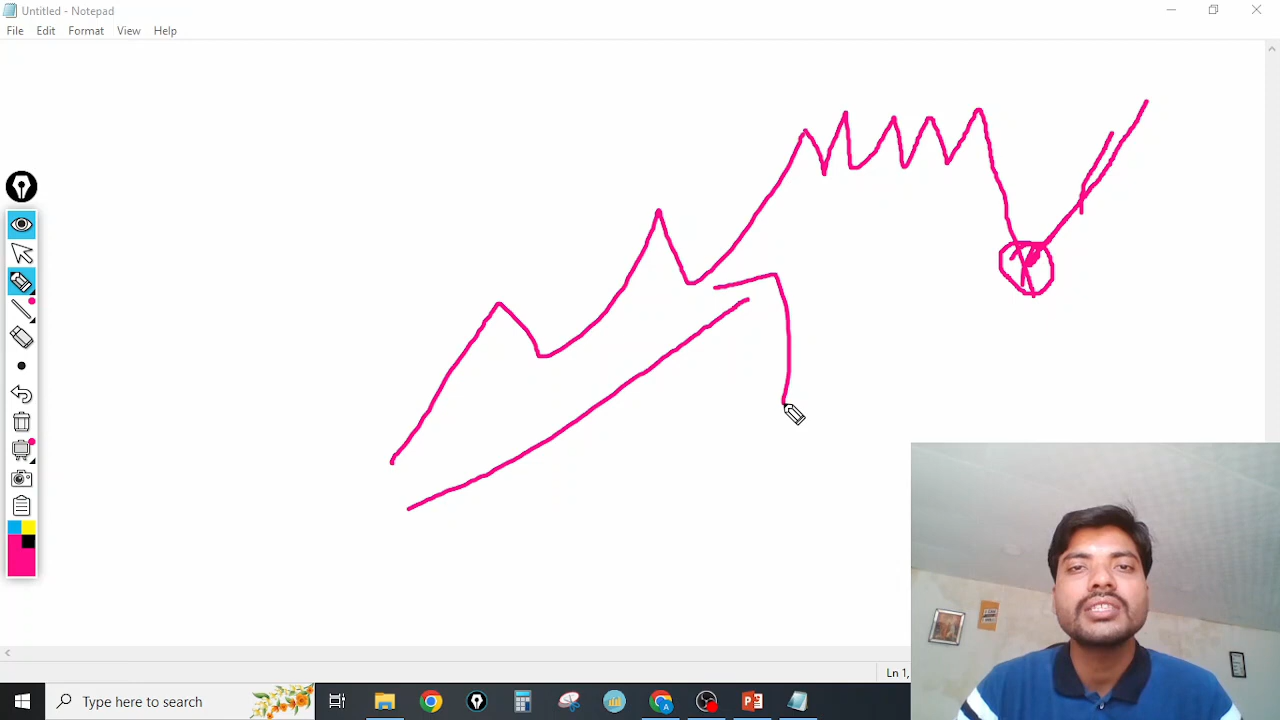 Untitled - Notepad
File Edit Format View Help
Ln 1,
Type here to search